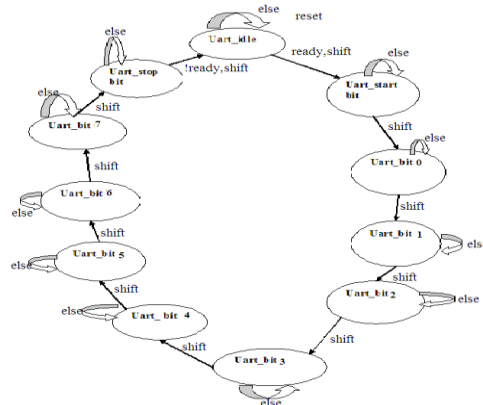 else
reset
Uart_idle
ready,shift
else
Uart_start
bit
shift
else
Uart_bit 0
shift
Uart_bit 1
els
shift
Uart_bit 2
else
shift
Uart_bit 3
else
shift
Uart_ bit 4
else
shift
Uart_bit 5
else
shift
Uart_bit 6
else
shift
Uart_bit 7
else
shift
Uart_stop
bit
else
!ready,shift